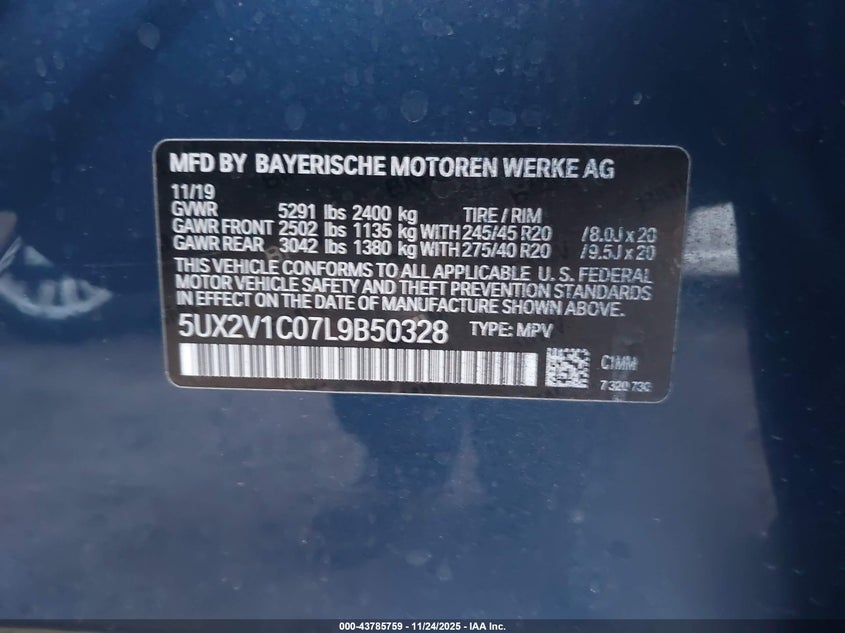 MFD BY BAYERISCHE MOTOREN WERKE AG
11/19
GVWR 5291 lbs 2400 kg TIRE / RIM
GAWR FRONT 2502 lbs 1135 kg WITH 245/45 R20 /8.0J x 20
GAWR REAR 3042 lbs 1380 kg WITH 275/40 R20 /9.5J x 20
THIS VEHICLE CONFORMS TO ALL APPLICABLE U. S. FEDERAL
MOTOR VEHICLE SAFETY AND THEFT PREVENTION STANDARDS
IN EFFECT ON THE DATE OF MANUFACTURE SHOWN ABOVE.
5UX2V1C07L9B50328 TYPE: MPV
C1MM
7 320 730
000-43785759 - 11/24/2025 - IAA Inc.